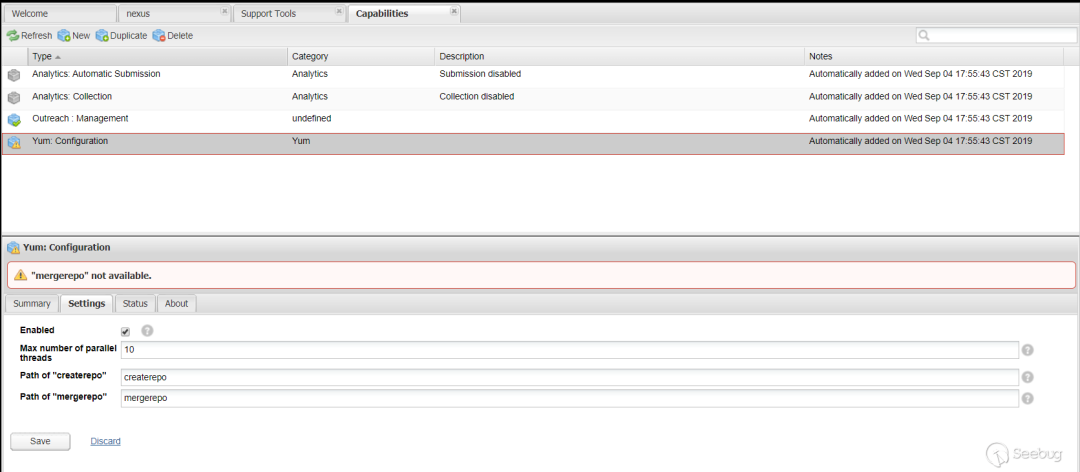 Welcome nexus Support Tools Capabilities
Refresh New Duplicate Delete
Type Category Description Notes
Analytics: Automatic Submission Analytics Submission disabled Automatically added on Wed Sep 04 17:55:43 CST 2019
Analytics: Collection Analytics Collection disabled Automatically added on Wed Sep 04 17:55:43 CST 2019
Outreach : Management undefined Automatically added on Wed Sep 04 17:55:43 CST 2019
Yum: Configuration Yum Automatically added on Wed Sep 04 17:55:43 CST 2019
Yum: Configuration
"mergerepo" not available.
Summary Settings Status About
Enabled ?
Max number of parallel
threads 10 ?
Path of "createrepo" createrepo ?
Path of "mergerepo" mergerepo ?
Save Discard
Seebug